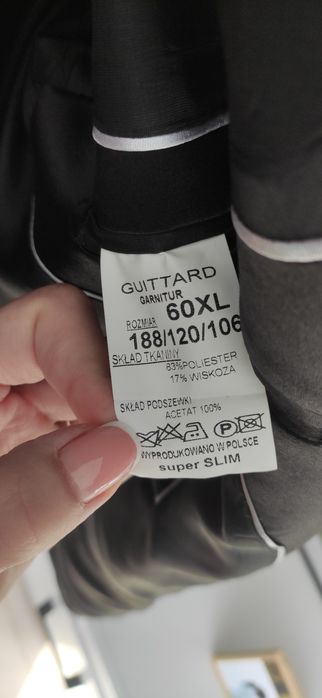 GUITTARD
GARNITUR
ROZMIAR 60XL
188/120/106
SKŁAD TKANINY
83%POLIESTER
17% WISKOZA
SKŁAD PODSZEWKI
ACETAT 100%
P
WYPRODUKOWANO W POLSCE
super SLIM